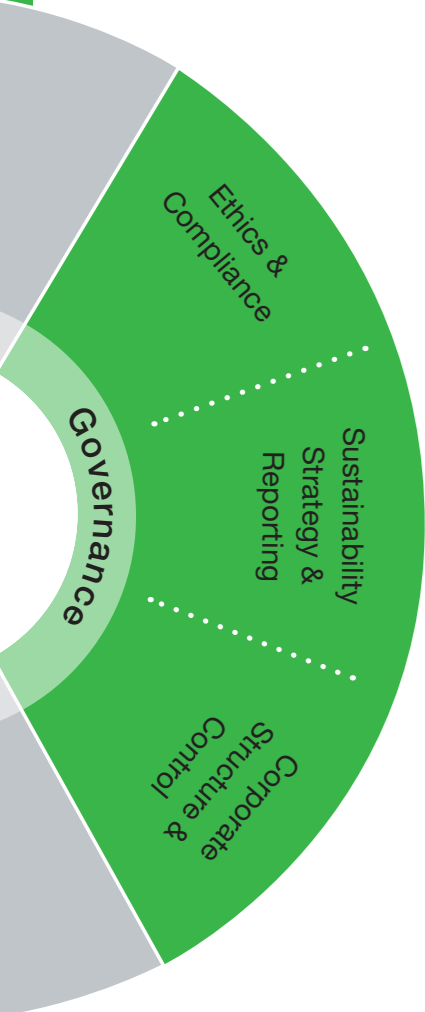 Ethics &
Compliance
Sustainability
Strategy &
Reporting
Governance
Corporate
Structure &
Control